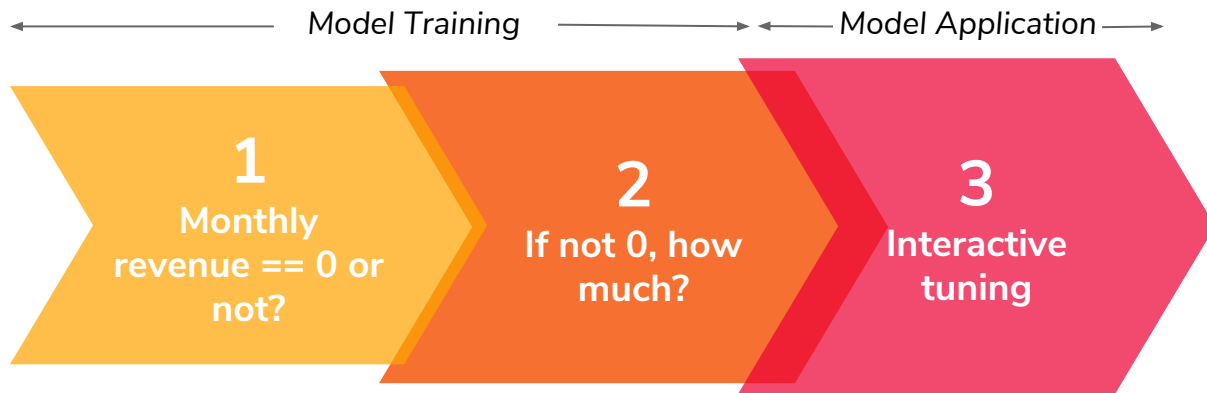 Model Training
Model Application
1
Monthly
revenue == 0 or
not?
2
If not 0, how
much?
3
Interactive
tuning